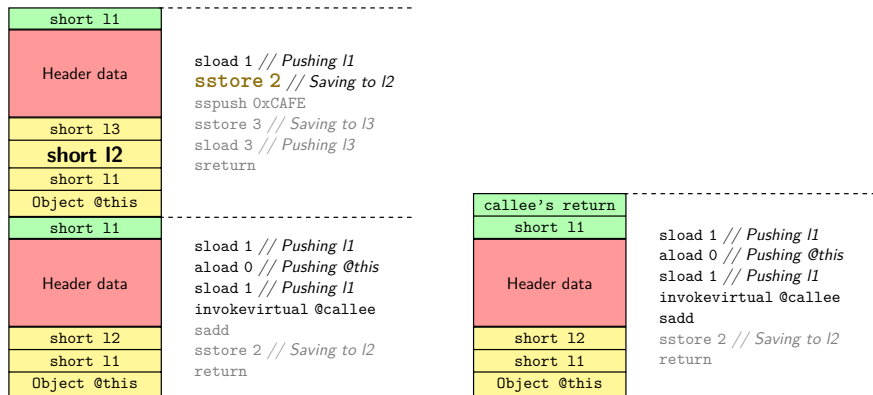 short l1
Header data
short l3
short l2
short l1
Object @this
sload 1 // Pushing l1
sstore 2 // Saving to l2
sspush 0xCAFE
sstore 3 // Saving to l3
sload 3 // Pushing l3
sreturn
short l1
Header data
short l2
short l1
Object @this
sload 1 // Pushing l1
aload 0 // Pushing @this
sload 1 // Pushing l1
invokevirtual @callee
sadd
sstore 2 // Saving to l2
return
callee's return
short l1
Header data
short l2
short l1
Object @this
sload 1 // Pushing l1
aload 0 // Pushing @this
sload 1 // Pushing l1
invokevirtual @callee
sadd
sstore 2 // Saving to l2
return